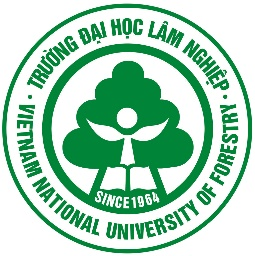 TRƯỜNG ĐẠI HỌC LÂM NGHIỆP
• VIETNAM NATIONAL UNIVERSITY OF FORESTRY •
SINCE 1964